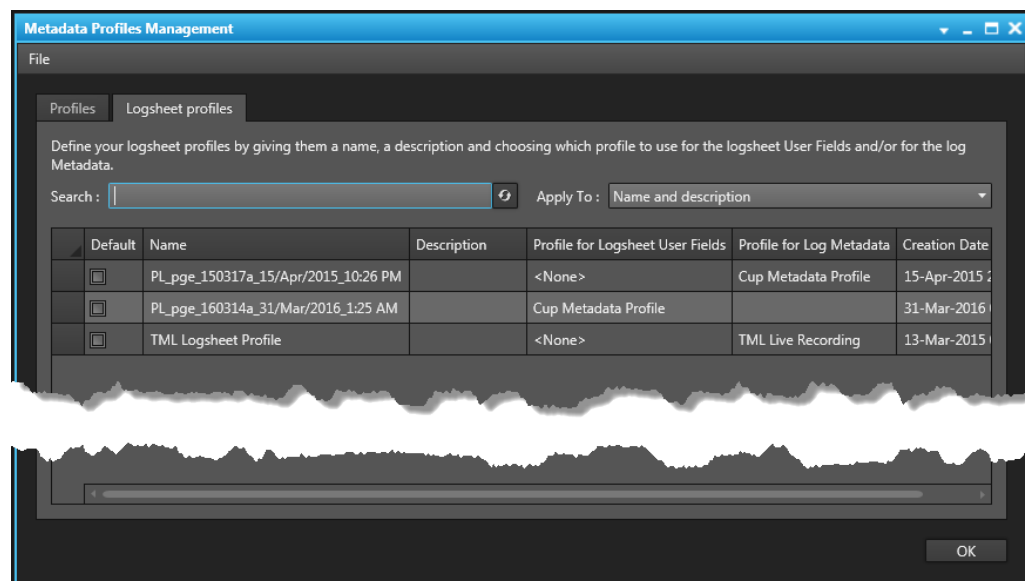 Metadata Profiles Management
File
Profiles Logsheet profiles
Define your logsheet profiles by giving them a name, a description and choosing which profile to use for the logsheet User Fields and/or for the log
Metadata.
Search : Apply To : Name and description
Default Name Description Profile for Logsheet User Fields Profile for Log Metadata Creation Date
PL_pge_150317a_15/Apr/2015_10:26 PM <None> Cup Metadata Profile 15-Apr-2015
PL_pge_160314a_31/Mar/2016_1:25 AM Cup Metadata Profile 31-Mar-2016
TML Logsheet Profile <None> TML Live Recording 13-Mar-2015
OK